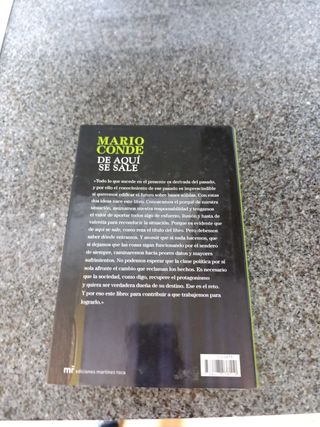 MARIO
CONDE
DE AQUÍ
SE SALE
«Todo lo que sucede en el presente es derivada del pasado,
y por ello el conocimiento de ese pasado es imprescindible
si queremos edificar el futuro sobre bases sólidas. Con estas
dos ideas nace este libro. Conozcamos el porqué de nuestra
situación, asumamos nuestra responsabilidad y tengamos
el valor de aportar todos algo de esfuerzo, ilusión y hasta de
valentía para reconducir la situación. Porque es evidente que
de aquí se sale, como reza el título del libro. Pero debemos
saber dónde entramos. Y asumir que si nada hacemos, que
si dejamos que las cosas sigan funcionando por el sendero
de siempre, caminaremos hacia peores datos y mayores
sufrimientos. No podemos esperar que la clase política por sí
sola afronte el cambio que reclaman los hechos. Es necesario
que la sociedad, como digo, recupere el protagonismo
y quiera ser verdadera dueña de su destino. Ese es el reto.
Y por eso este libro: para contribuir a que trabajemos para
lograrlo.»
mr ediciones martínez roca